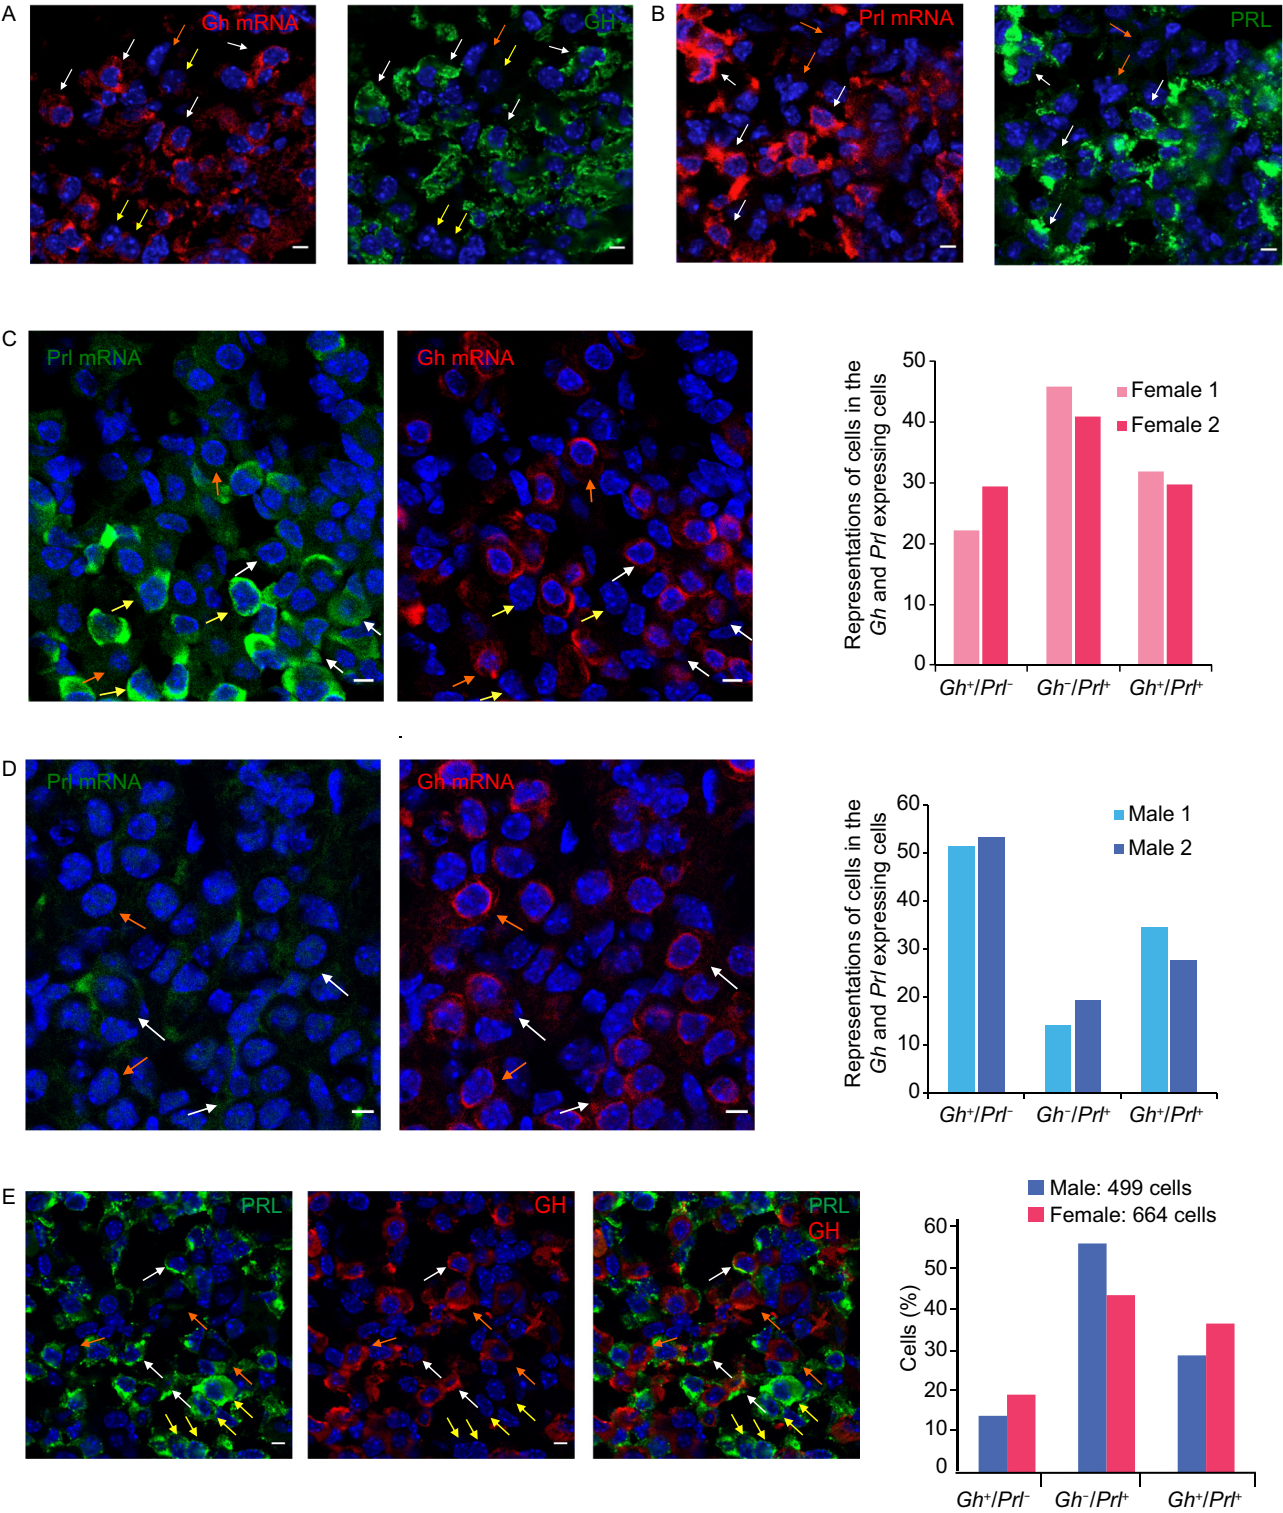 A
Gh mRNA
GH
B
Prl mRNA
PRL
C
Prl mRNA
Gh mRNA
Representations of cells in the
Gh and Prl expressing cells
50
40
30
20
10
0
Female 1
Female 2
Gh⁺/Prl⁻
Gh⁻/Prl⁺
Gh⁺/Prl⁺
D
Prl mRNA
Gh mRNA
Representations of cells in the
Gh and Prl expressing cells
60
50
40
30
20
10
0
Male 1
Male 2
Gh⁺/Prl⁻
Gh⁻/Prl⁺
Gh⁺/Prl⁺
E
PRL
GH
PRL
GH
Male: 499 cells
Female: 664 cells
Cells (%)
60
50
40
30
20
10
0
Gh⁺/Prl⁻
Gh⁻/Prl⁺
Gh⁺/Prl⁺